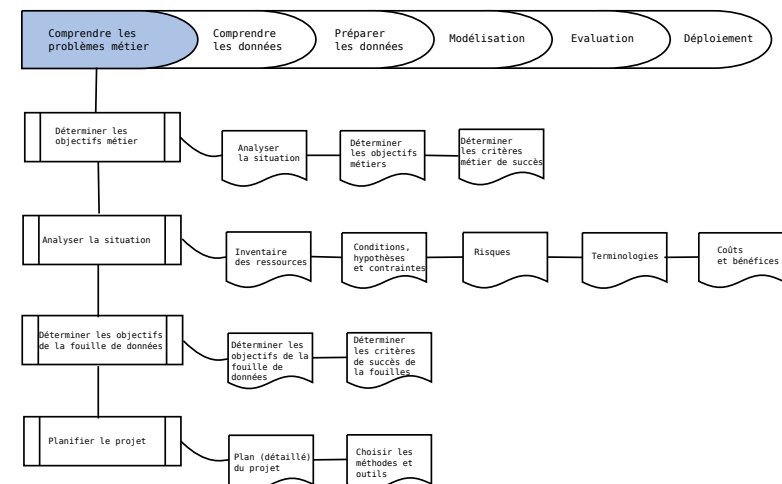 Comprendre les
problèmes métier
Comprendre
les données
Préparer
les données
Modélisation
Evaluation
Déploiement
Déterminer les
objectifs métier
Analyser
la situation
Déterminer
les objectifs
métiers
Déterminer
les critères
métier de succès
Analyser la situation
Inventaire
des ressources
Conditions,
hypothèses
et contraintes
Risques
Terminologies
Coûts
et bénéfices
Déterminer les objectifs
de la fouille de données
Déterminer les
objectifs de la
fouille de
données
Déterminer
les critères
de succès de
la fouilles
Planifier le projet
Plan (détaillé)
du projet
Choisir les
méthodes et
outils